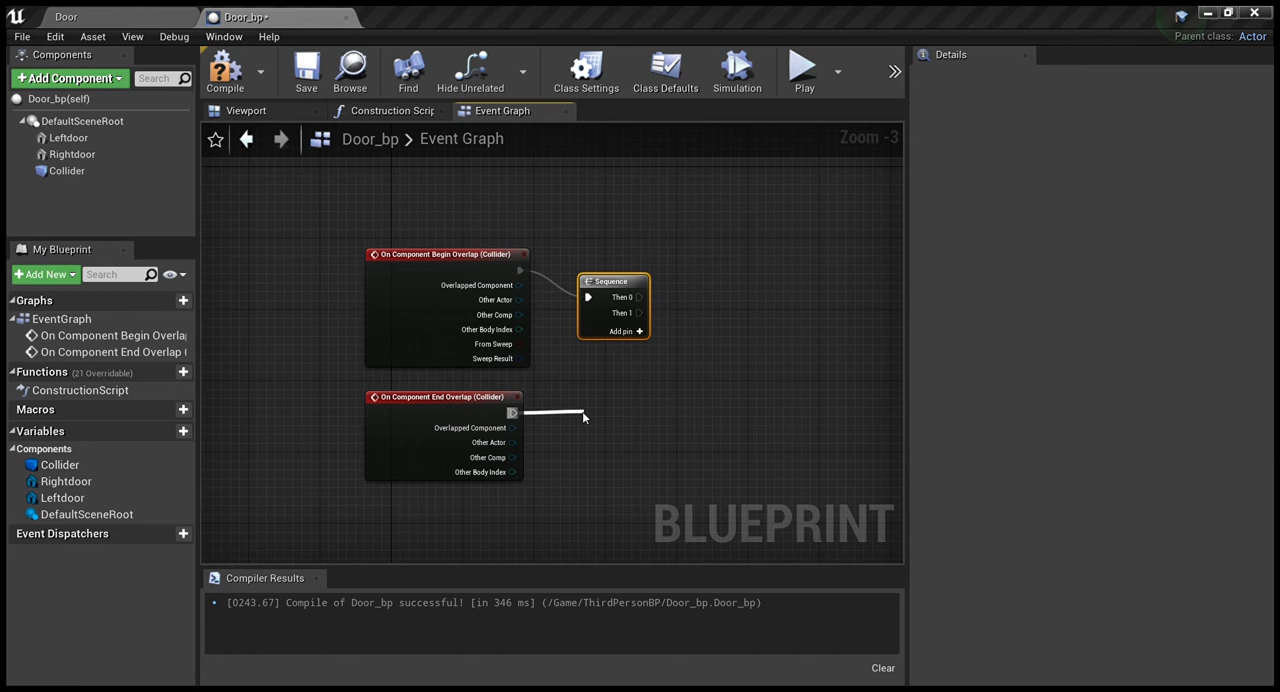 Door
Door_bp*
File Edit Asset View Debug Window Help
Parent class: Actor
Components
+Add Component
Search
Door_bp(self)
DefaultSceneRoot
Leftdoor
Rightdoor
Collider
Compile
Save
Browse
Find
Hide Unrelated
Class Settings
Class Defaults
Simulation
Play
Details
Viewport
Construction Scrip
Event Graph
Door_bp > Event Graph
Zoom -3
My Blueprint
+Add New
Search
Graphs
EventGraph
On Component Begin Overla
On Component End Overlap (
Functions (21 Overridable)
ConstructionScript
Macros
Variables
Components
Collider
Rightdoor
Leftdoor
DefaultSceneRoot
Event Dispatchers
On Component Begin Overlap (Collider)
Overlapped Component
Other Actor
Other Comp
Other Body Index
From Sweep
Sweep Result
Sequence
Then 0
Then 1
Add pin +
On Component End Overlap (Collider)
Overlapped Component
Other Actor
Other Comp
Other Body Index
BLUEPRINT
Compiler Results
[0243.67] Compile of Door_bp successful! [in 346 ms] (/Game/ThirdPersonBP/Door_bp.Door_bp)
Clear